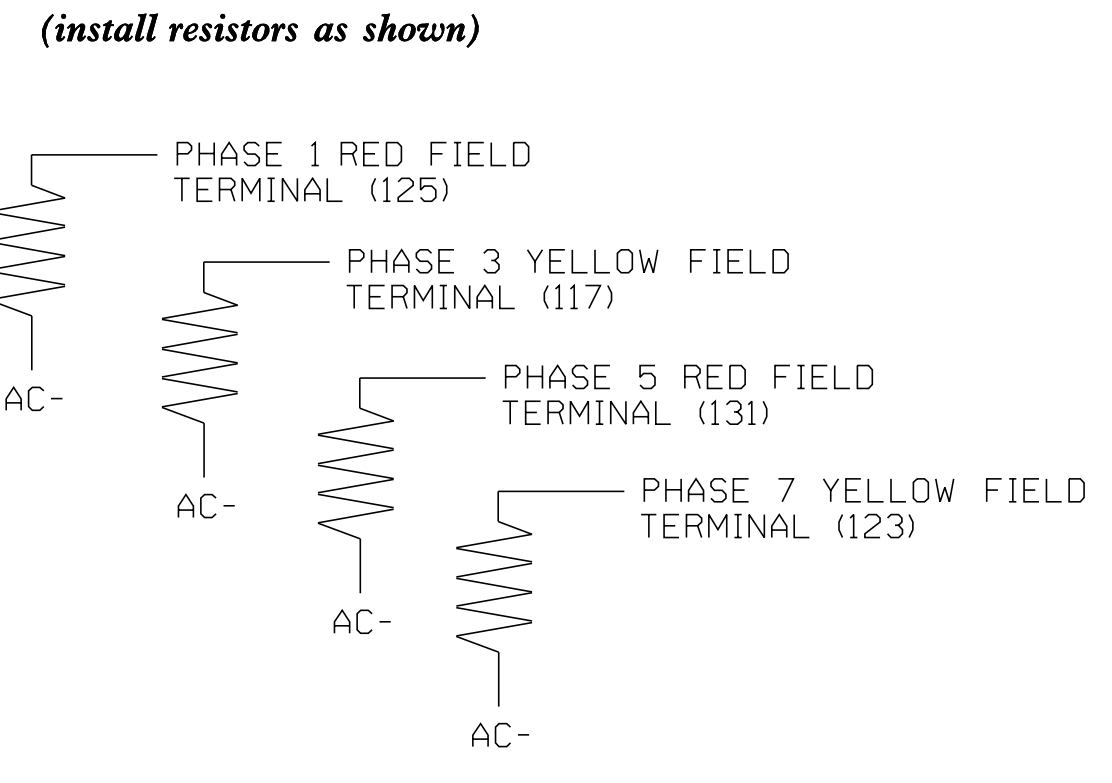 (install resistors as shown)
PHASE 1 RED FIELD
TERMINAL (125)
AC-
PHASE 3 YELLOW FIELD
TERMINAL (117)
AC-
PHASE 5 RED FIELD
TERMINAL (131)
AC-
PHASE 7 YELLOW FIELD
TERMINAL (123)
AC-